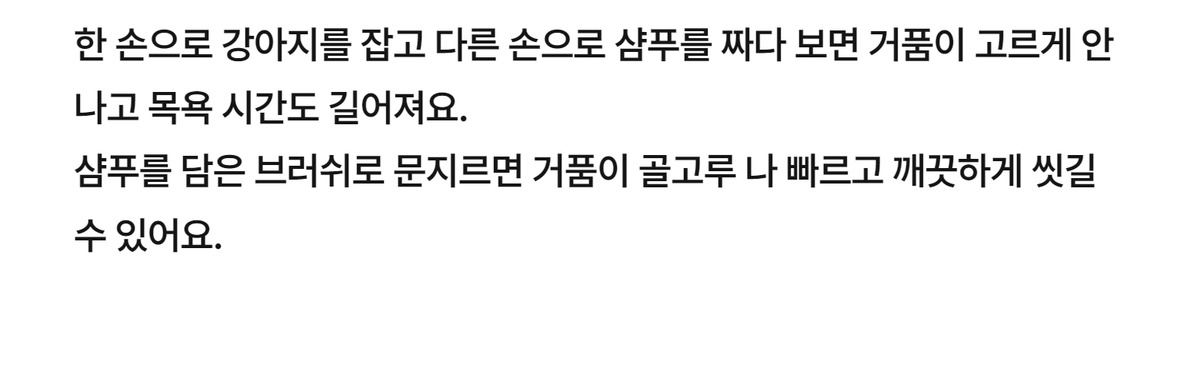 한 손으로 강아지를 잡고 다른 손으로 샴푸를 짜다 보면 거품이 고르게 안
나고 목욕 시간도 길어져요.
샴푸를 담은 브러쉬로 문지르면 거품이 골고루 나 빠르고 깨끗하게 씻길
수 있어요.